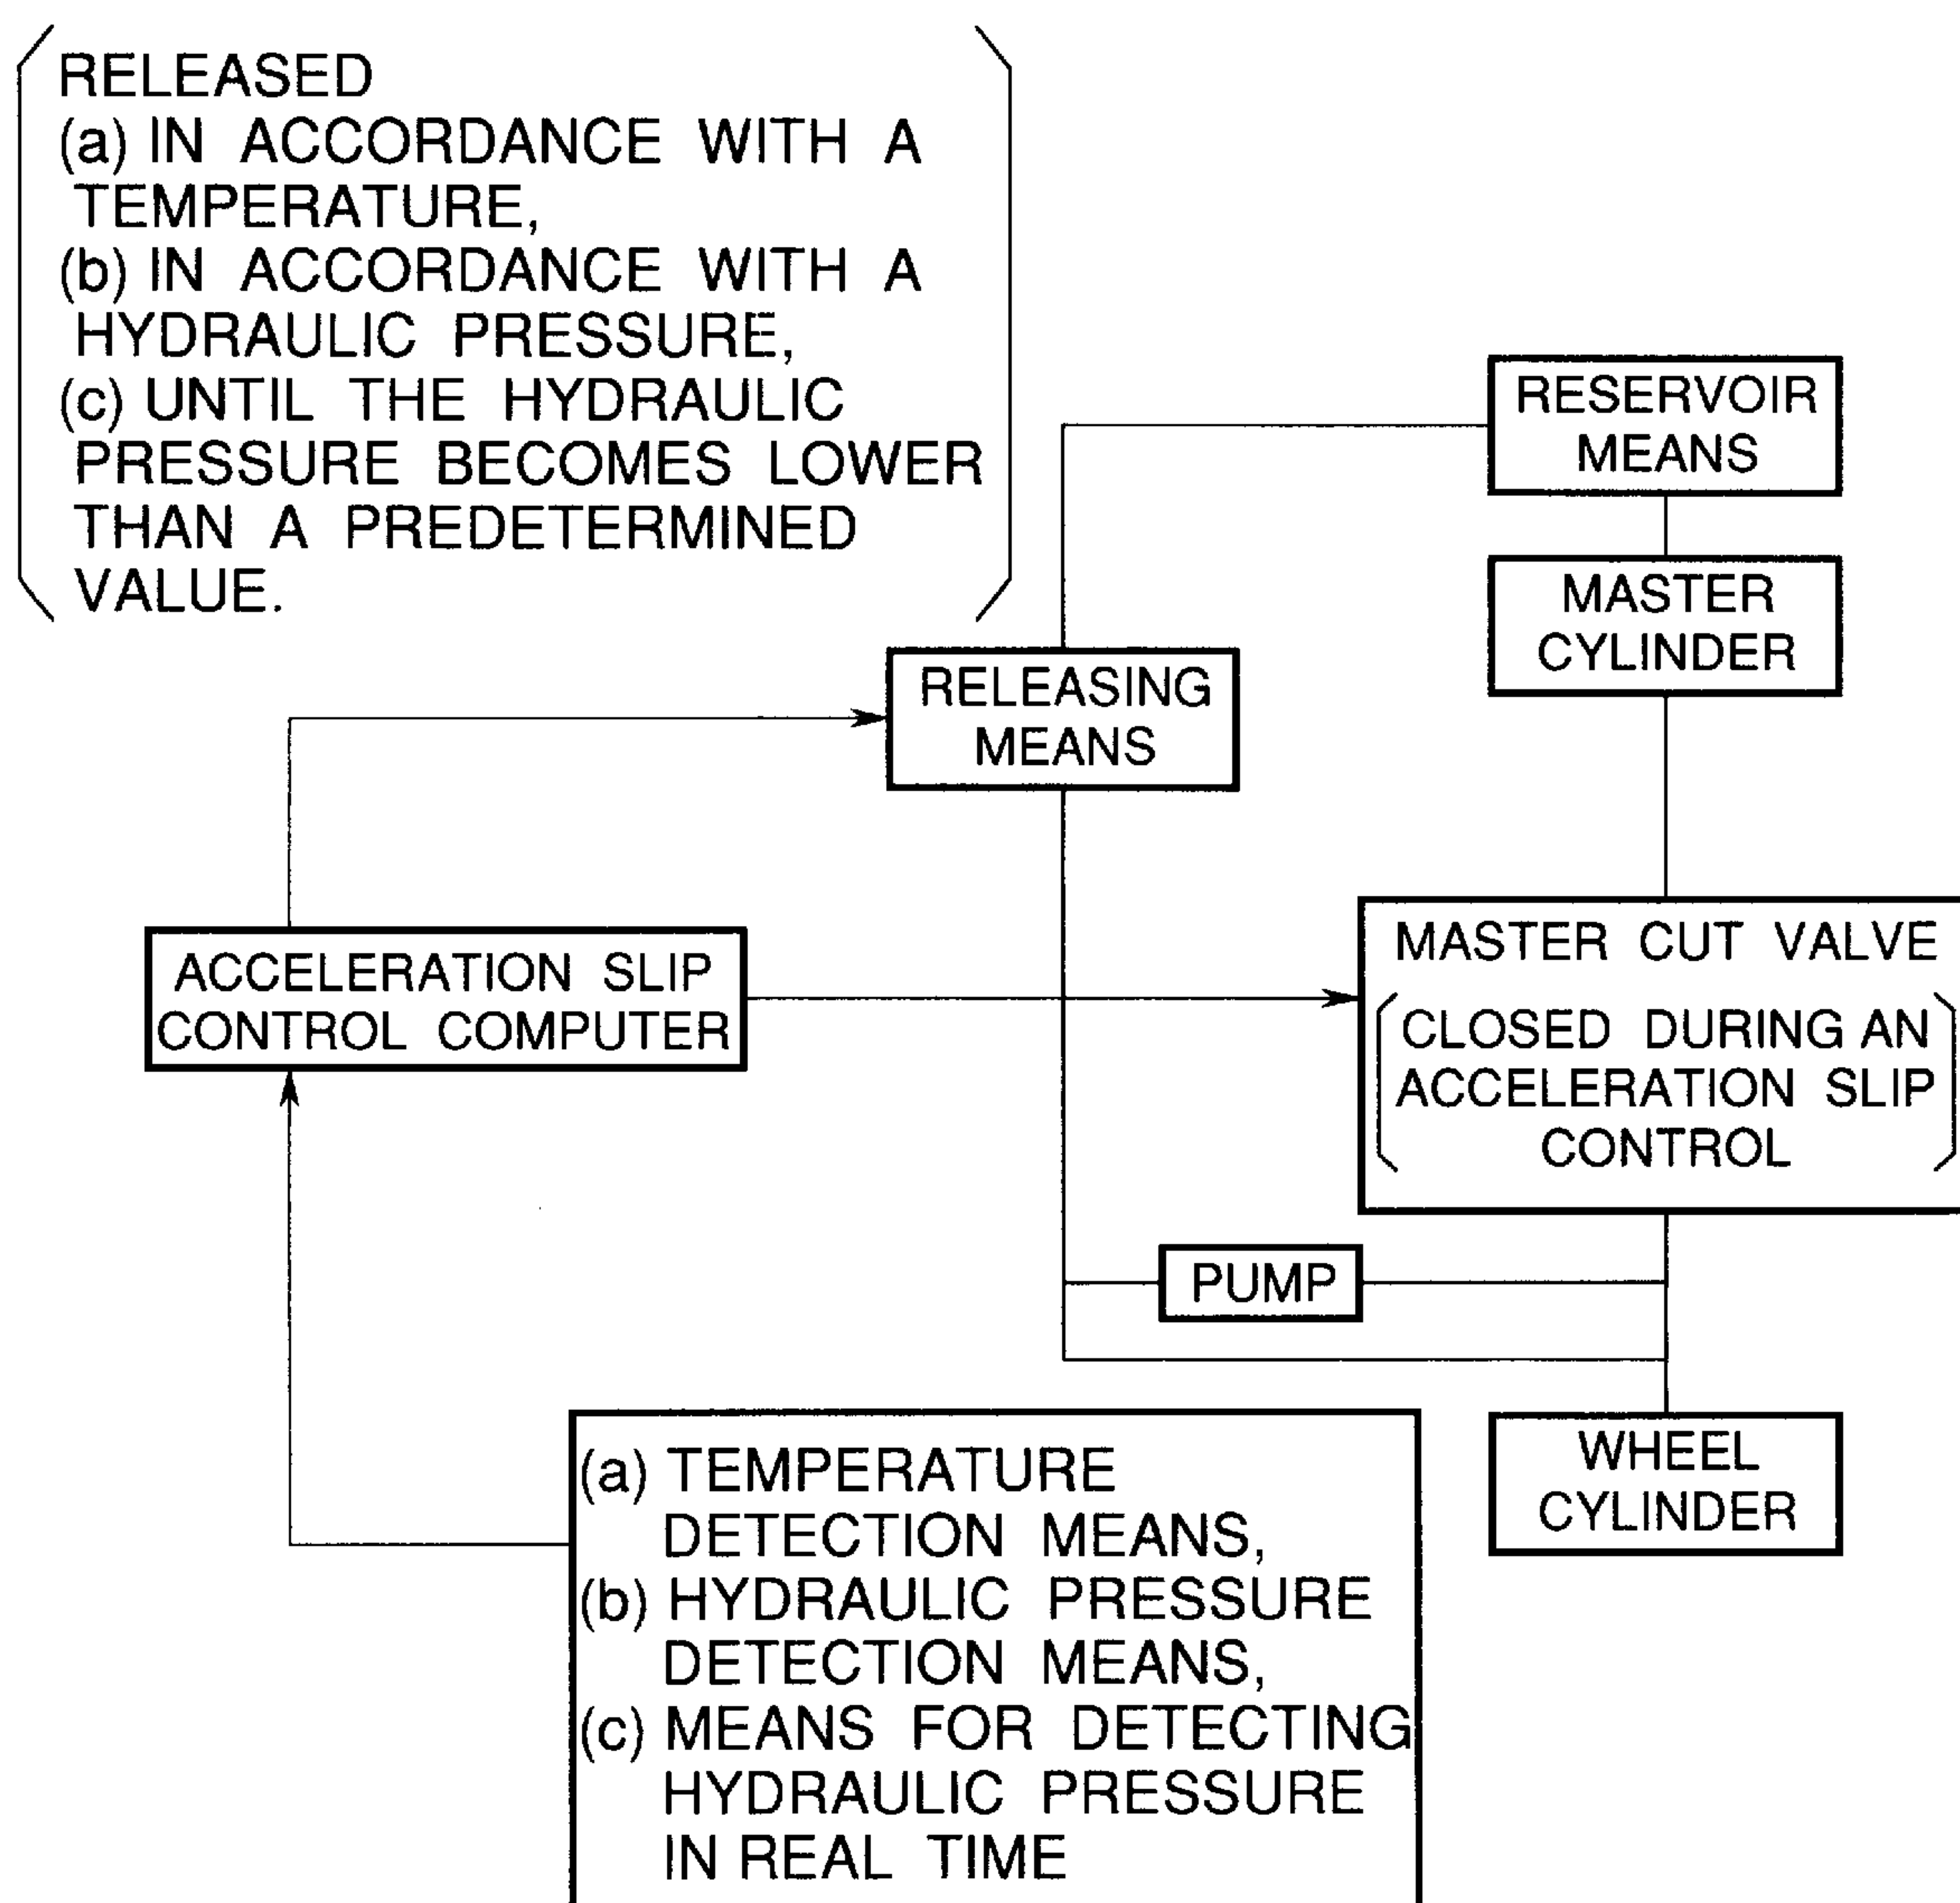 RELEASED
(a) IN ACCORDANCE WITH A
TEMPERATURE,
(b) IN ACCORDANCE WITH A
HYDRAULIC PRESSURE,
(c) UNTIL THE HYDRAULIC
PRESSURE BECOMES LOWER
THAN A PREDETERMINED
VALUE.
RESERVOIR
MEANS
MASTER
CYLINDER
RELEASING
MEANS
ACCELERATION SLIP
CONTROL COMPUTER
MASTER CUT VALVE
CLOSED DURING AN
ACCELERATION SLIP
CONTROL
PUMP
WHEEL
CYLINDER
(a) TEMPERATURE
DETECTION MEANS,
(b) HYDRAULIC PRESSURE
DETECTION MEANS,
(c) MEANS FOR DETECTING
HYDRAULIC PRESSURE
IN REAL TIME